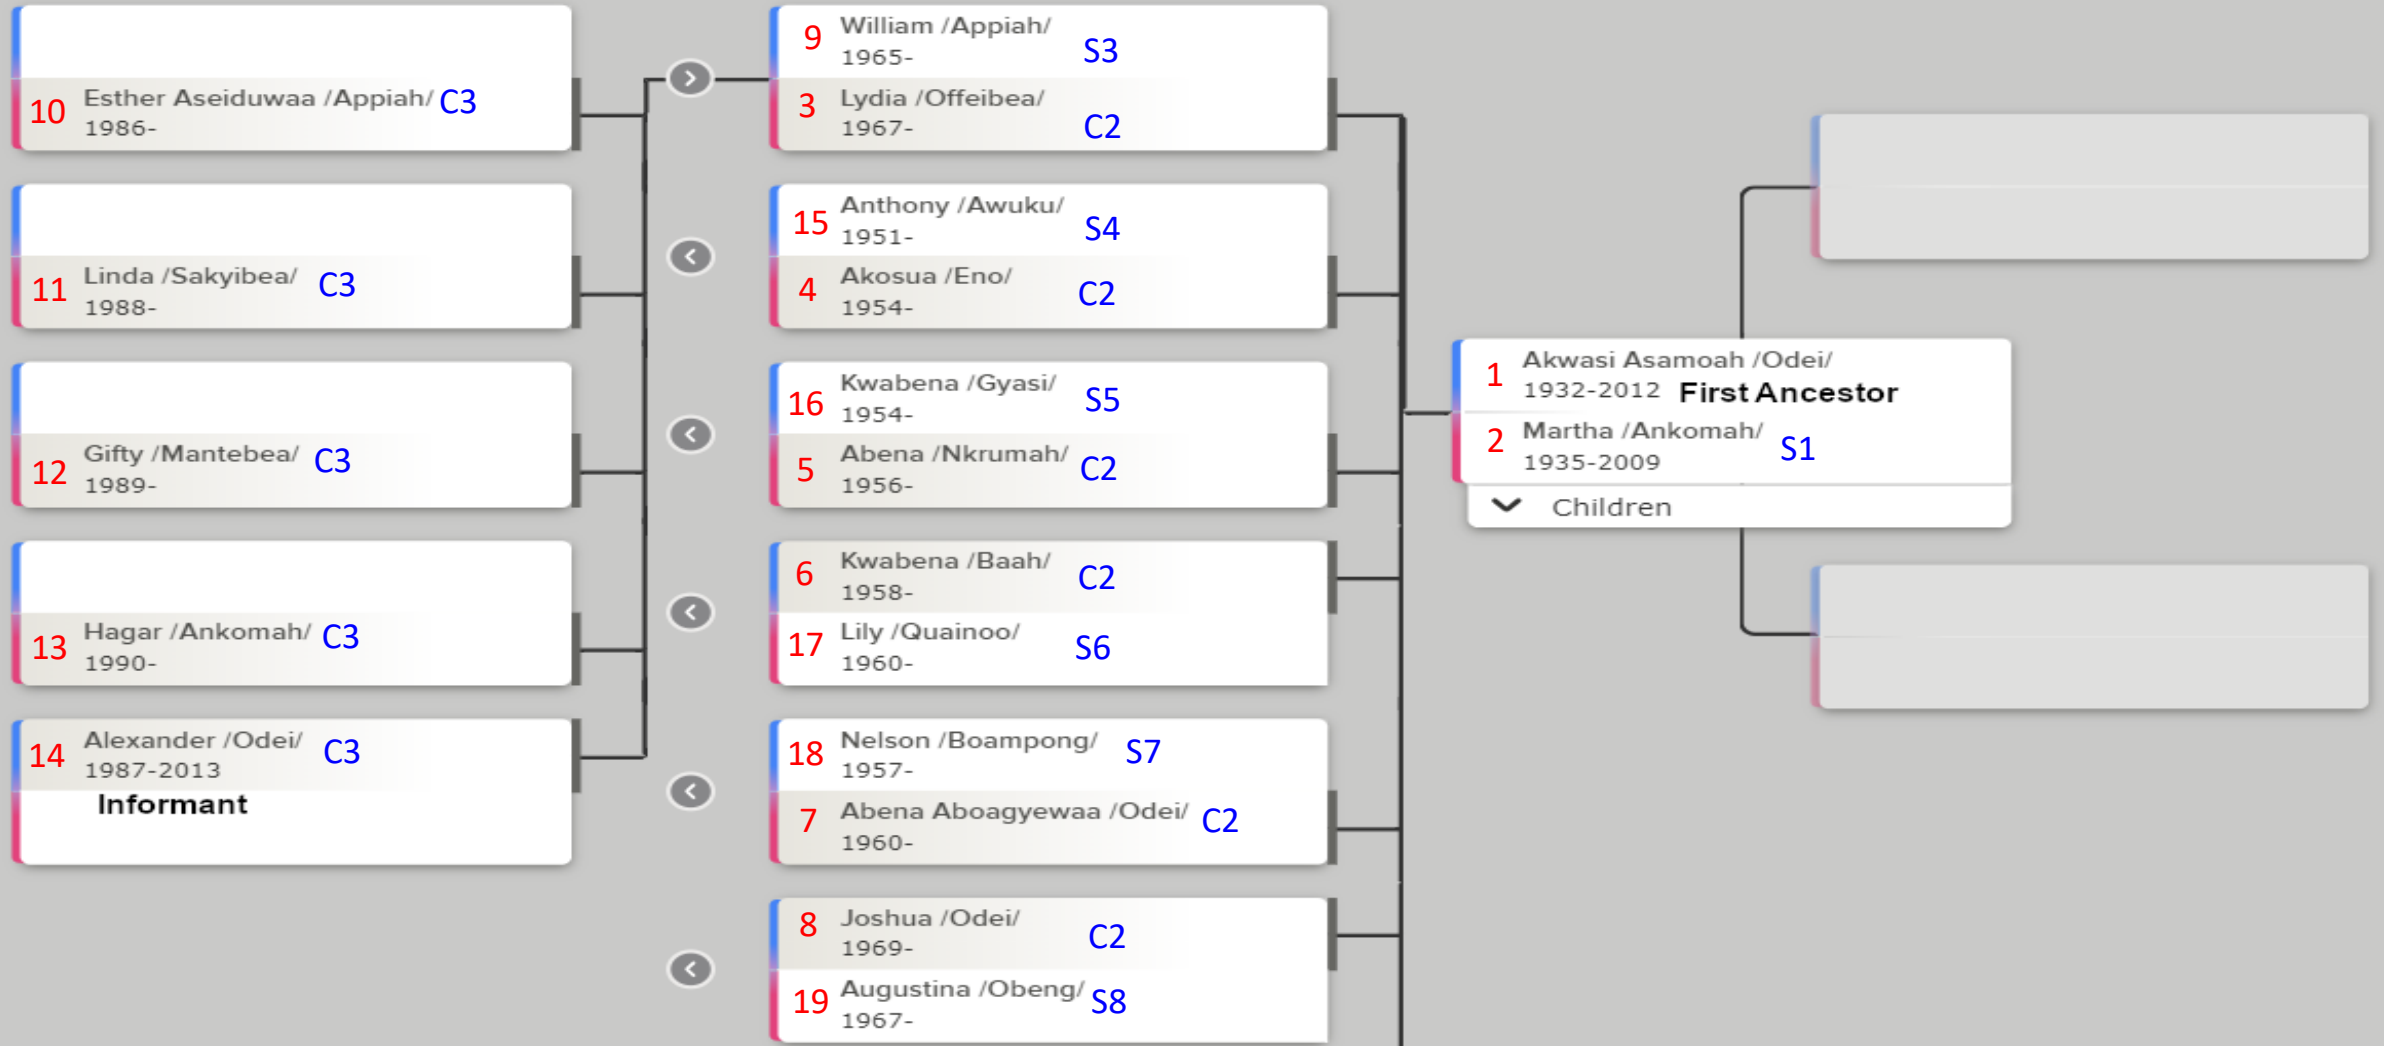 10 Esther Aseiduwaa /Appiah/ C3
1986-
11 Linda /Sakyibea/ C3
1988-
12 Gifty /Mantebea/ C3
1989-
13 Hagar /Ankomah/ C3
1990-
14 Alexander /Odei/ C3
1987-2013
Informant
9 William /Appiah/ S3
1965-
3 Lydia /Offeibea/ C2
1967-
15 Anthony /Awuku/ S4
1951-
4 Akosua /Eno/ C2
1954-
16 Kwabena /Gyasi/ S5
1954-
5 Abena /Nkrumah/ C2
1956-
6 Kwabena /Baah/ C2
1958-
17 Lily /Quainoo/ S6
1960-
18 Nelson /Boampong/ S7
1957-
7 Abena Aboagyewaa /Odei/ C2
1960-
8 Joshua /Odei/ C2
1969-
19 Augustina /Obeng/ S8
1967-
1 Akwasi Asamoah /Odei/
1932-2012 First Ancestor
2 Martha /Ankomah/ S1
1935-2009
Children